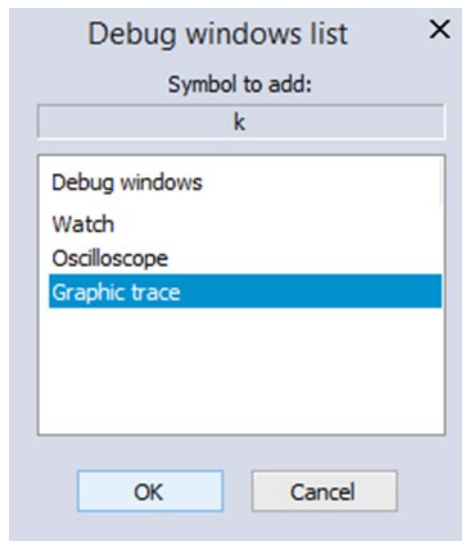 Debug windows list
Symbol to add:
k
Debug windows
Watch
Oscilloscope
Graphic trace
OK
Cancel